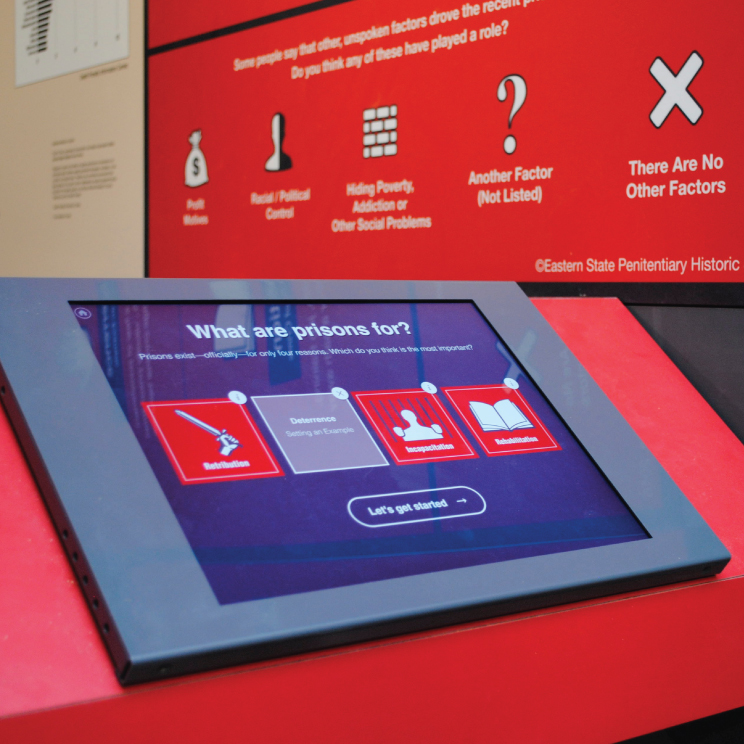 Some people say that other, unspoken factors drove the recent
Do you think any of these have played a role?
$
Profit
Motives
Racial / Political
Control
Hiding Poverty,
Addiction or
Other Social Problems
?
Another Factor
(Not Listed)
There Are No
Other Factors
©Eastern State Penitentiary Historic
What are prisons for?
Prisons exist—officially—for only four reasons. Which do you think is the most important?
Retribution
Deterrence
Setting an Example
Incapacitation
Rehabilitation
Let's get started →